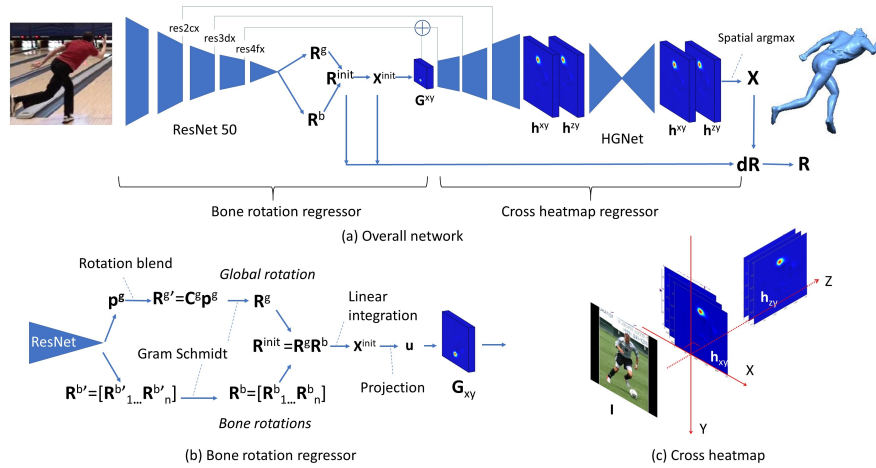 res2cx
res3dx
res4fx
R^g
R^init
X^init
R^b
G^xy
ResNet 50
h^xy
h^zy
HGNet
h^xy
h^zy
Spatial argmax
X
dR
R
Bone rotation regressor
Cross heatmap regressor
(a) Overall network
Rotation blend
Global rotation
p^g
R^g'=C^gp^g
R^g
Linear
integration
ResNet
Gram Schmidt
R^init=R^gR^b
X^init
u
Projection
G_xy
R^b'=[R^b'_1...R^b'_n]
R^b=[R^b_1...R^b_n]
Bone rotations
(b) Bone rotation regressor
Z
h_zy
h_xy
X
I
Y
(c) Cross heatmap